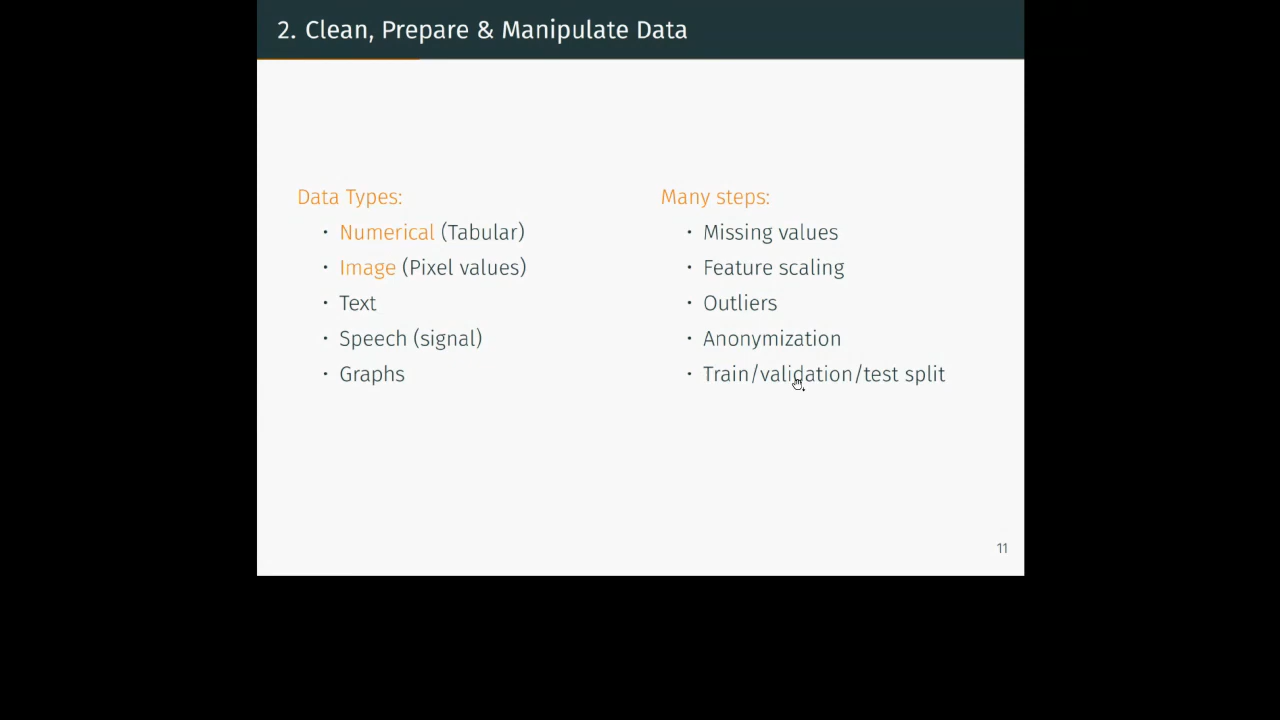 2. Clean, Prepare & Manipulate Data
Data Types:
· Numerical (Tabular)
· Image (Pixel values)
· Text
· Speech (signal)
· Graphs
Many steps:
· Missing values
· Feature scaling
· Outliers
· Anonymization
· Train/validation/test split
11